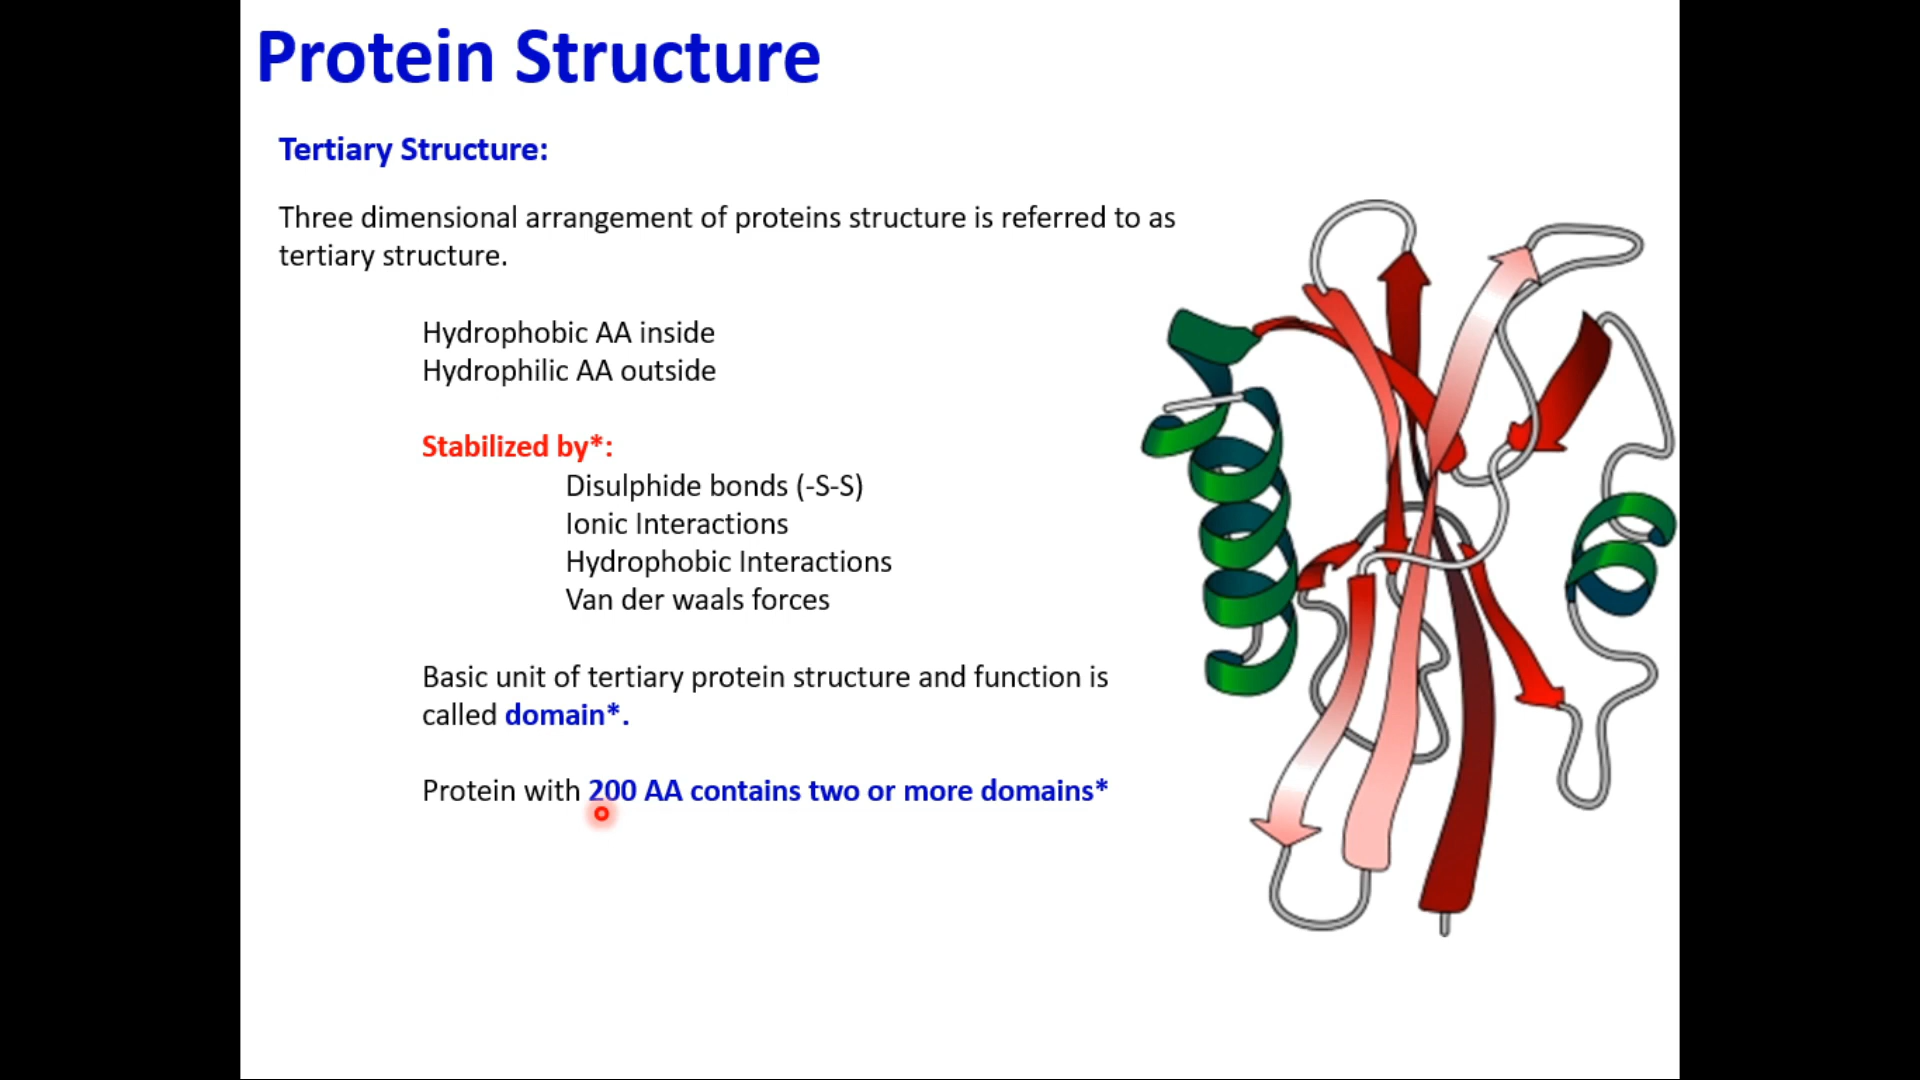 Protein Structure
Tertiary Structure:
Three dimensional arrangement of proteins structure is referred to as
tertiary structure.
Hydrophobic AA inside
Hydrophilic AA outside
Stabilized by*:
Disulphide bonds (-S-S)
Ionic Interactions
Hydrophobic Interactions
Van der waals forces
Basic unit of tertiary protein structure and function is
called domain*.
Protein with 200 AA contains two or more domains*